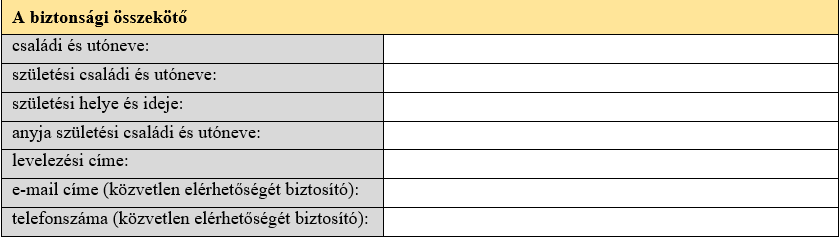 A biztonsági összekötő
családi és utóneve:
születési családi és utóneve:
születési helye és ideje:
anyja születési családi és utóneve:
levelezési címe:
e-mail címe (közvetlen elérhetőségét biztosító):
telefonszáma (közvetlen elérhetőségét biztosító):